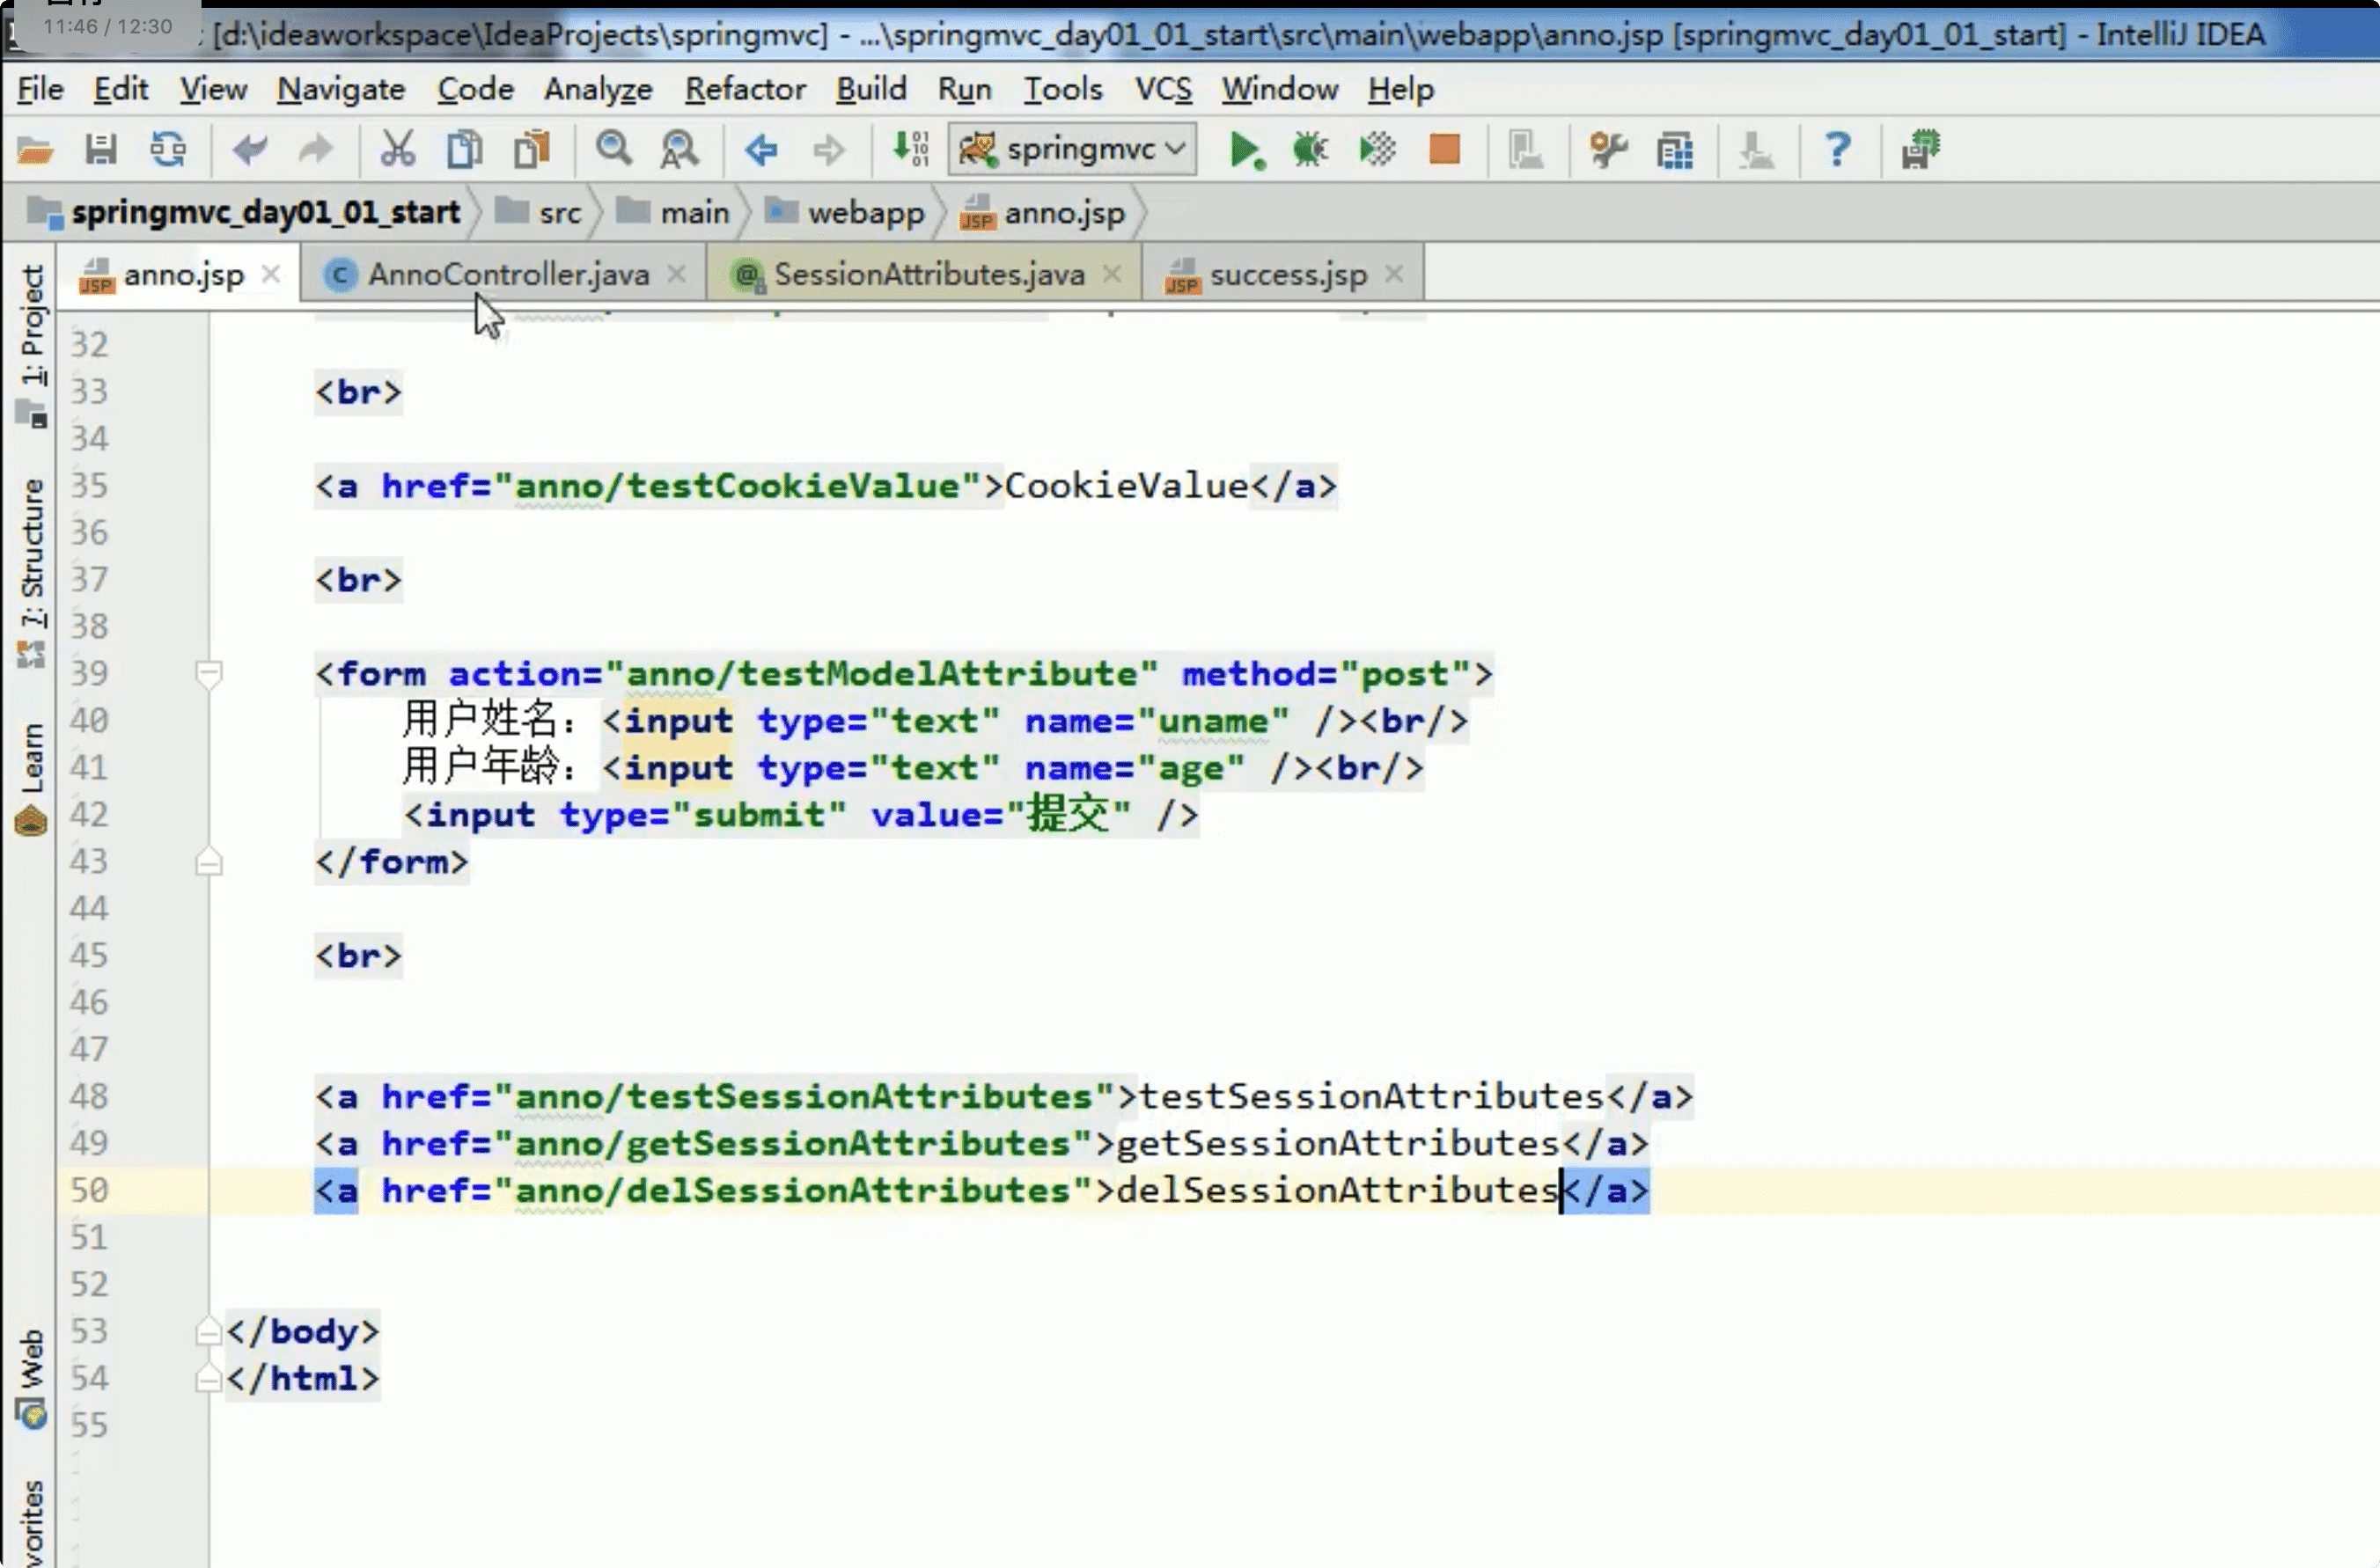 11:46 / 12:30
[d:\ideaworkspace\IdeaProjects\springmvc] - ...\springmvc_day01_01_start\src\main\webapp\anno.jsp [springmvc_day01_01_start] - IntelliJ IDEA
File Edit View Navigate Code Analyze Refactor Build Run Tools VCS Window Help
springmvc
springmvc_day01_01_start src main webapp anno.jsp
anno.jsp AnnoController.java SessionAttributes.java success.jsp
1: Project
7: Structure
Learn
Web
32
33 <br>
34
35 <a href="anno/testCookieValue">CookieValue</a>
36
37 <br>
38
39 <form action="anno/testModelAttribute" method="post">
40 用户姓名：<input type="text" name="uname" /><br/>
41 用户年龄：<input type="text" name="age" /><br/>
42 <input type="submit" value="提交" />
43 </form>
44
45 <br>
46
47
48 <a href="anno/testSessionAttributes">testSessionAttributes</a>
49 <a href="anno/getSessionAttributes">getSessionAttributes</a>
50 <a href="anno/delSessionAttributes">delSessionAttributes</a>
51
52
53 </body>
54 </html>
55